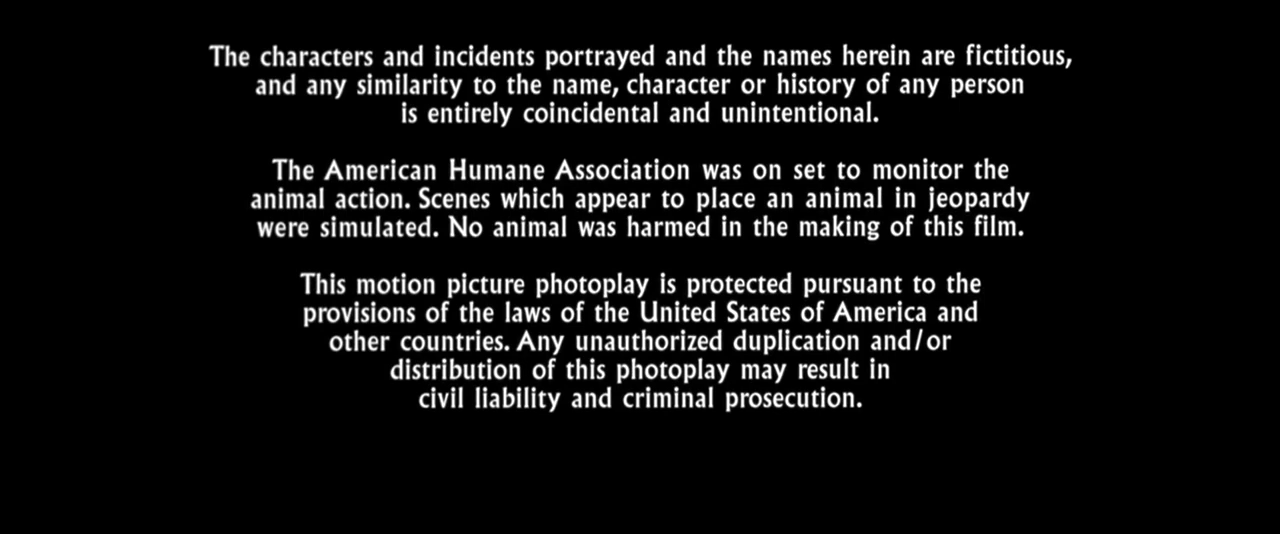 The characters and incidents portrayed and the names herein are fictitious,
and any similarity to the name, character or history of any person
is entirely coincidental and unintentional.
The American Humane Association was on set to monitor the
animal action. Scenes which appear to place an animal in jeopardy
were simulated. No animal was harmed in the making of this film.
This motion picture photoplay is protected pursuant to the
provisions of the laws of the United States of America and
other countries. Any unauthorized duplication and/or
distribution of this photoplay may result in
civil liability and criminal prosecution.